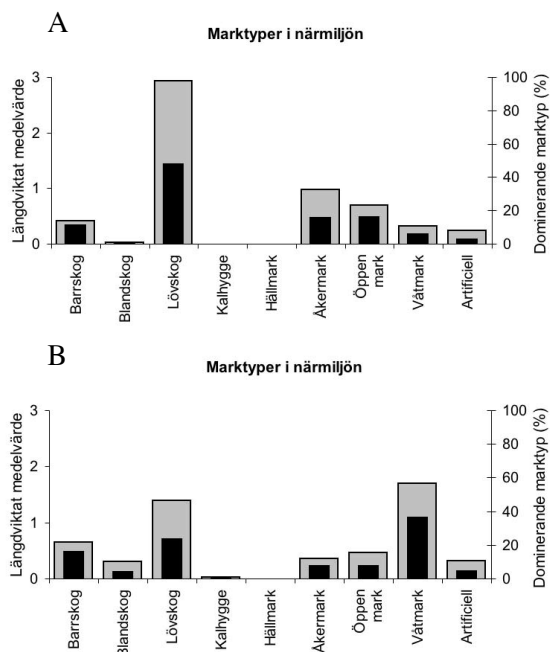 A
Marktyper i närmiljön
Längdviktat medelvärde
3
2
1
0
100
80
60
40
20
0
Dominerande marktyp (%)
Barrskog
Blandskog
Lövskog
Kalhygge
Hällmark
Åkermark
Öppen
mark
Våtmark
Artificiell
B
Marktyper i närmiljön
Längdviktat medelvärde
3
2
1
0
100
80
60
40
20
0
Dominerande marktyp (%)
Barrskog
Blandskog
Lövskog
Kalhygge
Hällmark
Åkermark
Öppen
mark
Våtmark
Artificiell